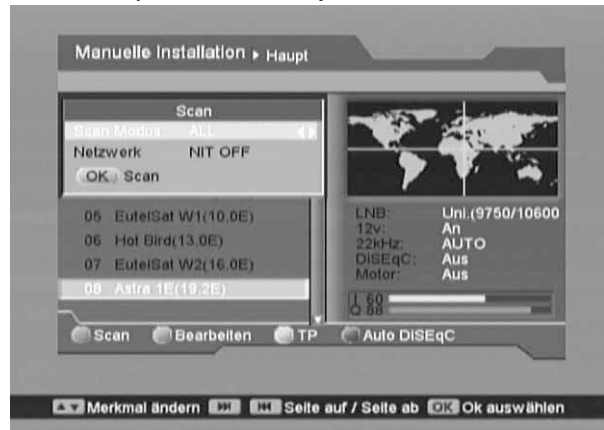 Manuelle Installation ▸ Haupt
Scan
Scan Modus ALL
Netzwerk NIT OFF
OK Scan
05 EutelSat W1(10.0E)
06 Hot Bird(13.0E)
07 EutelSat W2(16.0E)
08 Astra 1E(19.2E)
LNB: Uni.(9750/10600
12v: An
22kHz: AUTO
DiSEqC: Aus
Motor: Aus
I 60
Q 88
Scan Bearbeiten TP Auto DiSEqC
Merkmal ändern Seite auf / Seite ab OK Ok auswählen